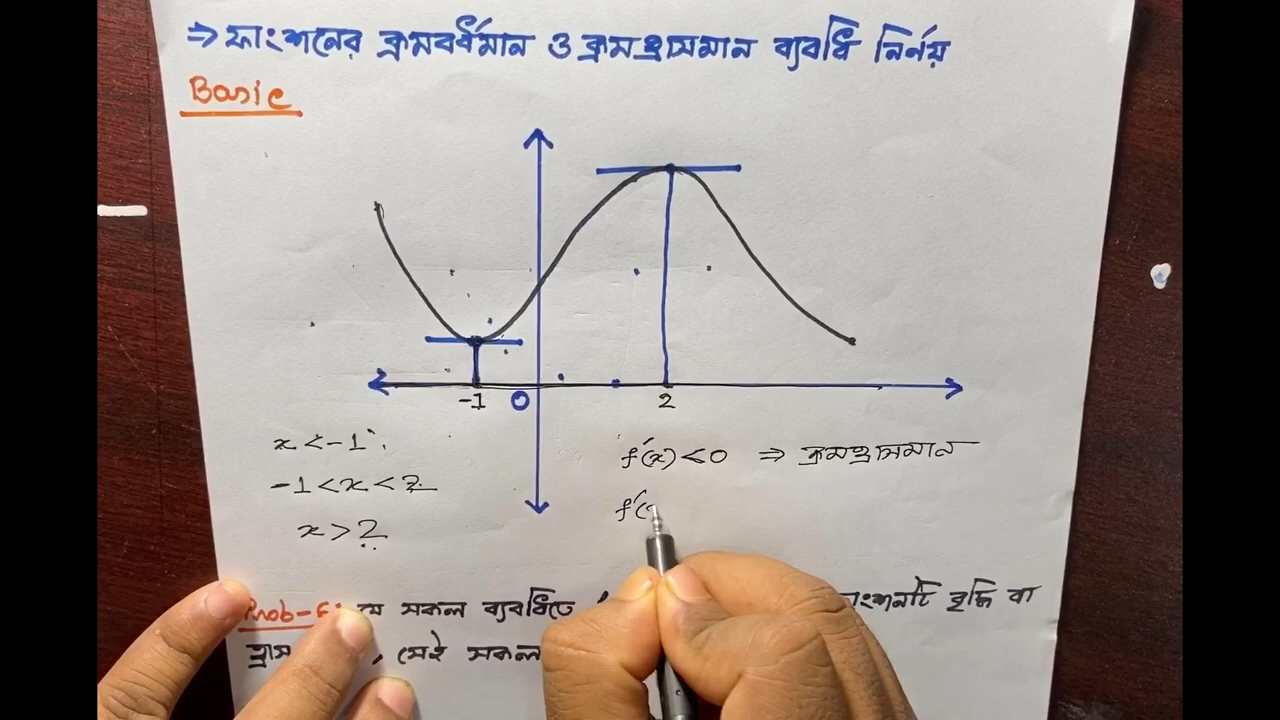 ⇒ ফাংশনের ক্রমবর্ধমান ও ক্রমহ্রাসমান ব্যবধি নির্ণয়
Basic
-1 0 2
x < -1
-1 < x < 2
x > 2
f'(x) < 0 ⇒ ক্রমহ্রাসমান
f'(
Prob-6: সকল ব্যবধিতে বৃদ্ধি বা
হ্রাস , সেই সকল